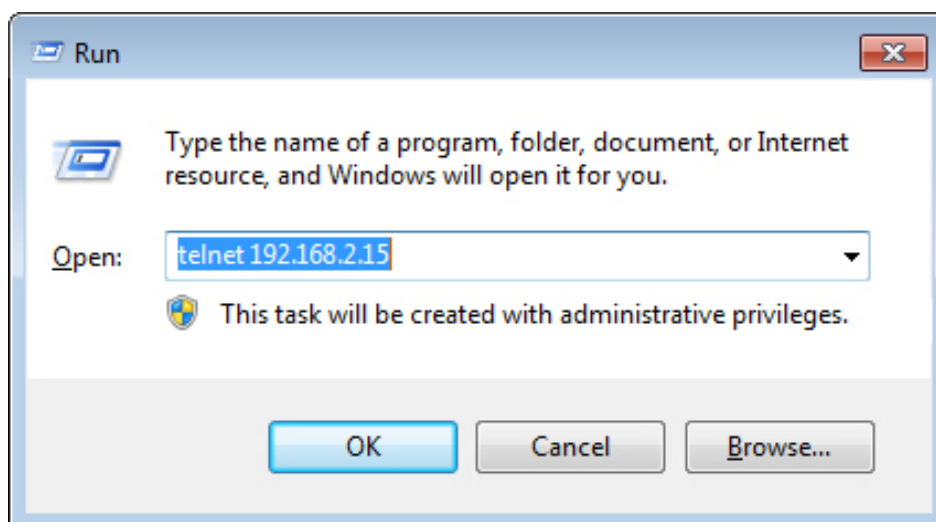 Run
Type the name of a program, folder, document, or Internet
resource, and Windows will open it for you.
Open: telnet 192.168.2.15
This task will be created with administrative privileges.
OK Cancel Browse...